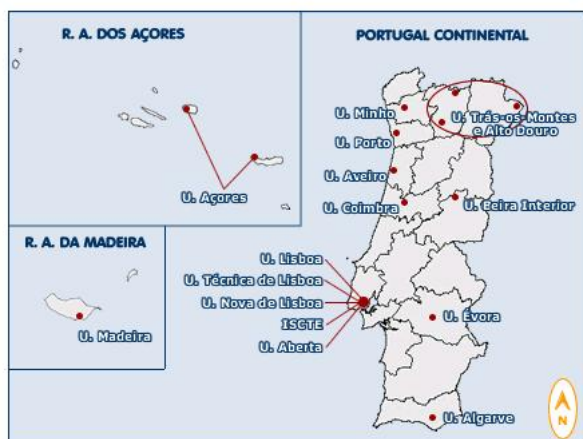 R. A. DOS AÇORES
U. Açores
R. A. DA MADEIRA
U. Madeira
PORTUGAL CONTINENTAL
U. Minho
U. Trás-os-Montes
e Alto Douro
U. Porto
U. Aveiro
U. Coimbra
U. Beira Interior
U. Lisboa
U. Técnica de Lisboa
U. Nova de Lisboa
ISCTE
U. Aberta
U. Évora
U. Algarve
N